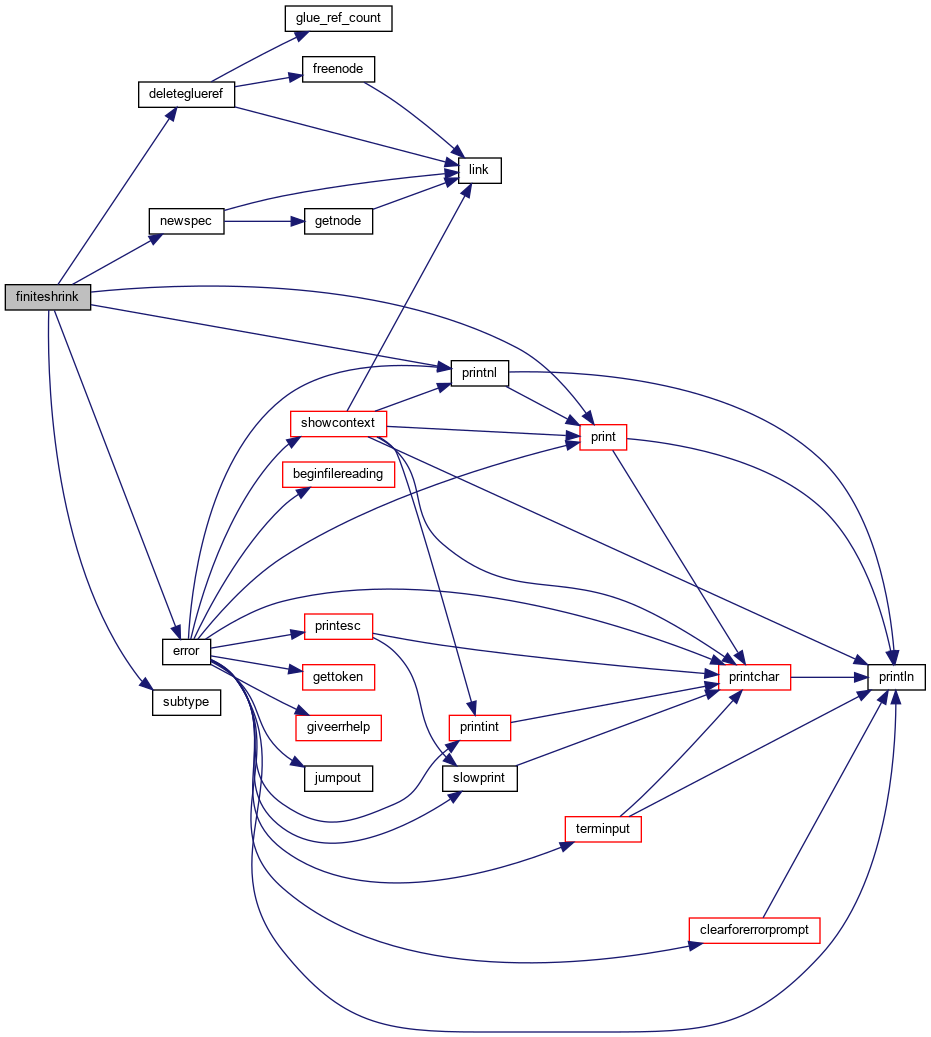 glue_ref_count
freenode
deleteglueref
link
newspec
getnode
finiteshrink
printnl
showcontext
print
beginfilereading
printesc
error
gettoken
printchar
println
subtype
giveerrhelp
printint
jumpout
slowprint
terminput
clearforerrorprompt